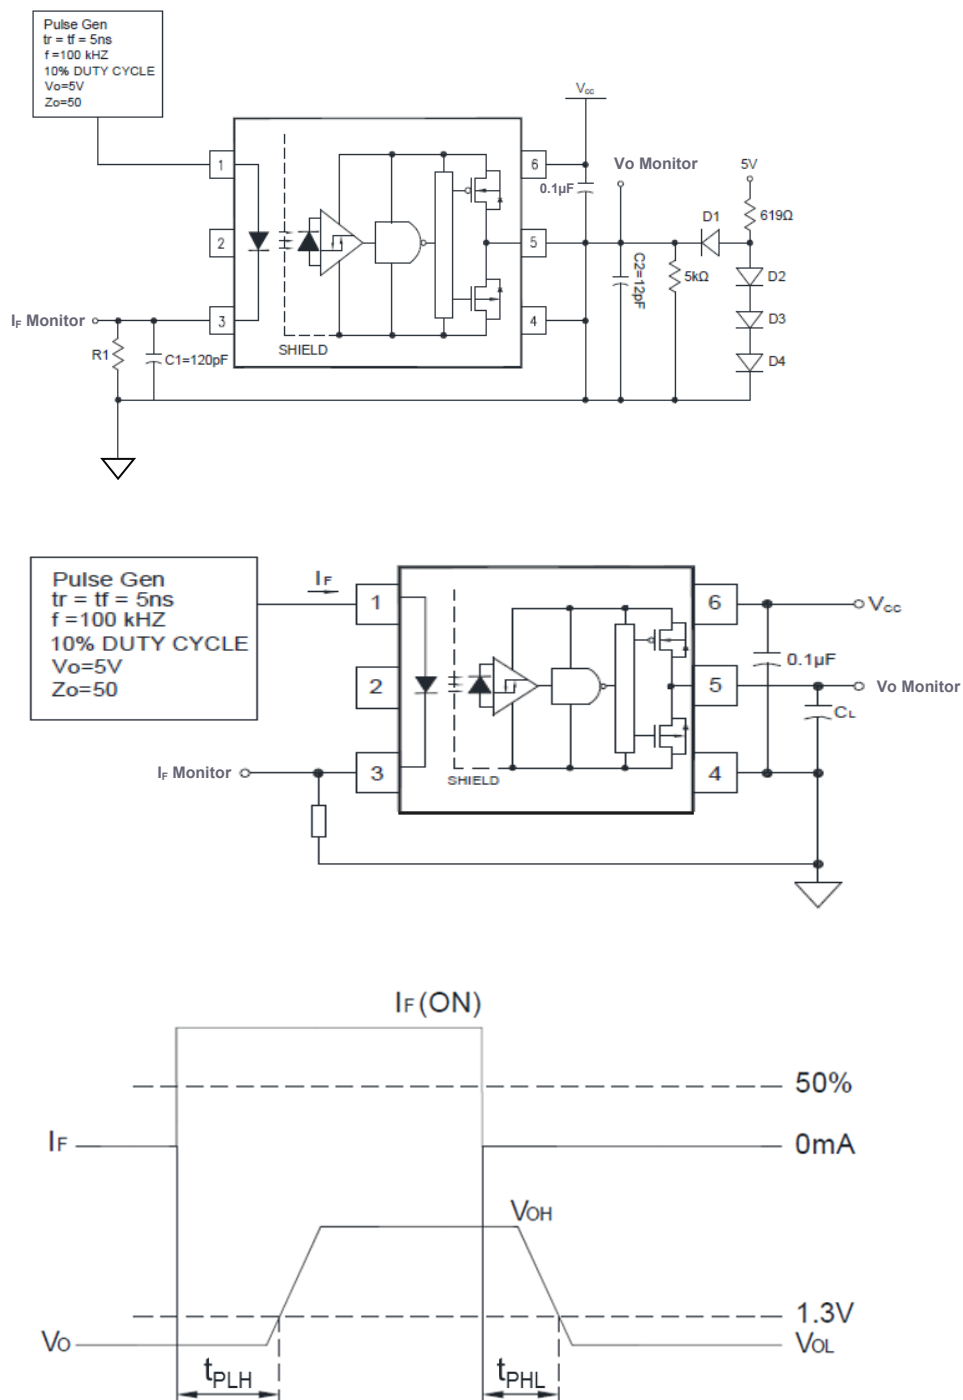 Pulse Gen
tr = tf = 5ns
f =100 kHZ
10% DUTY CYCLE
Vo=5V
Zo=50
Vcc
Vo Monitor
5V
1
6
0.1µF
619Ω
D1
2
5
C2=12pF
5kΩ
D2
IF Monitor
3
4
D3
R1
C1=120pF
SHIELD
D4
Pulse Gen
tr = tf = 5ns
f =100 kHZ
10% DUTY CYCLE
Vo=5V
Zo=50
IF
1
6
Vcc
0.1µF
2
5
Vo Monitor
CL
IF Monitor
3
4
SHIELD
IF (ON)
50%
IF
0mA
VOH
1.3V
VO
VOL
tPLH
tPHL